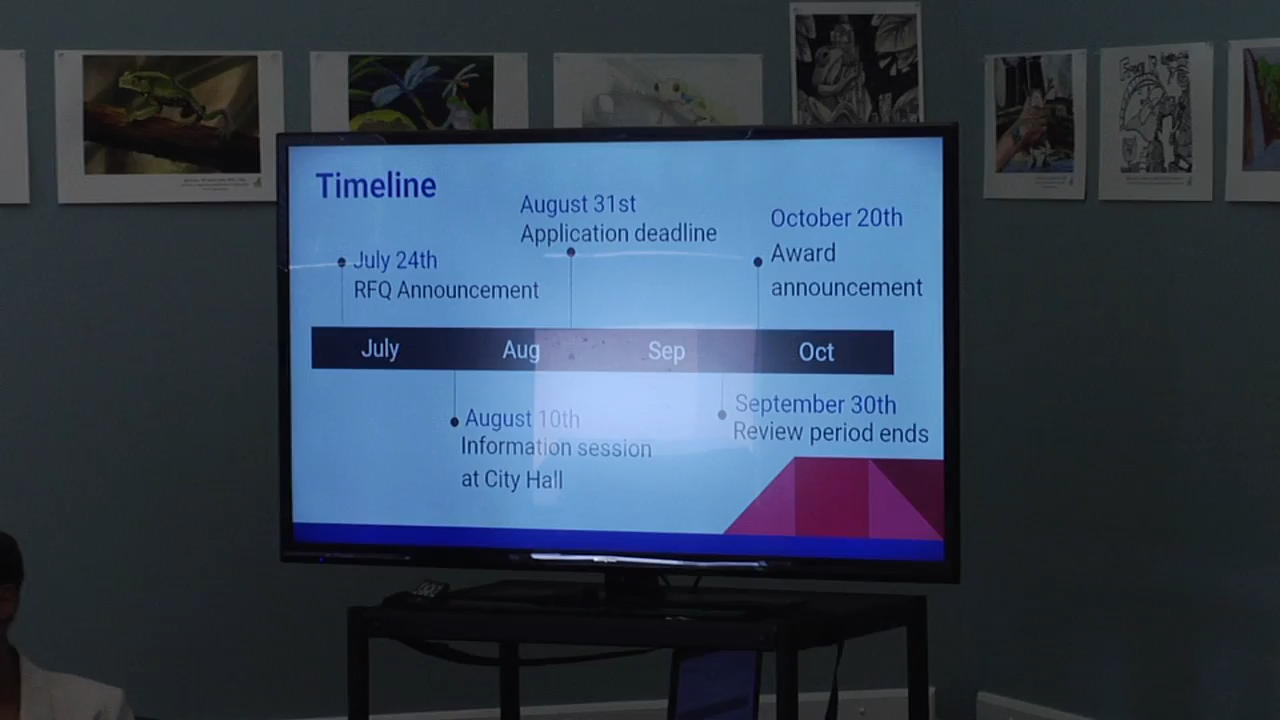 Timeline
August 31st
Application deadline
October 20th
Award
announcement
July 24th
RFQ Announcement
July Aug Sep Oct
August 10th
Information session
at City Hall
September 30th
Review period ends